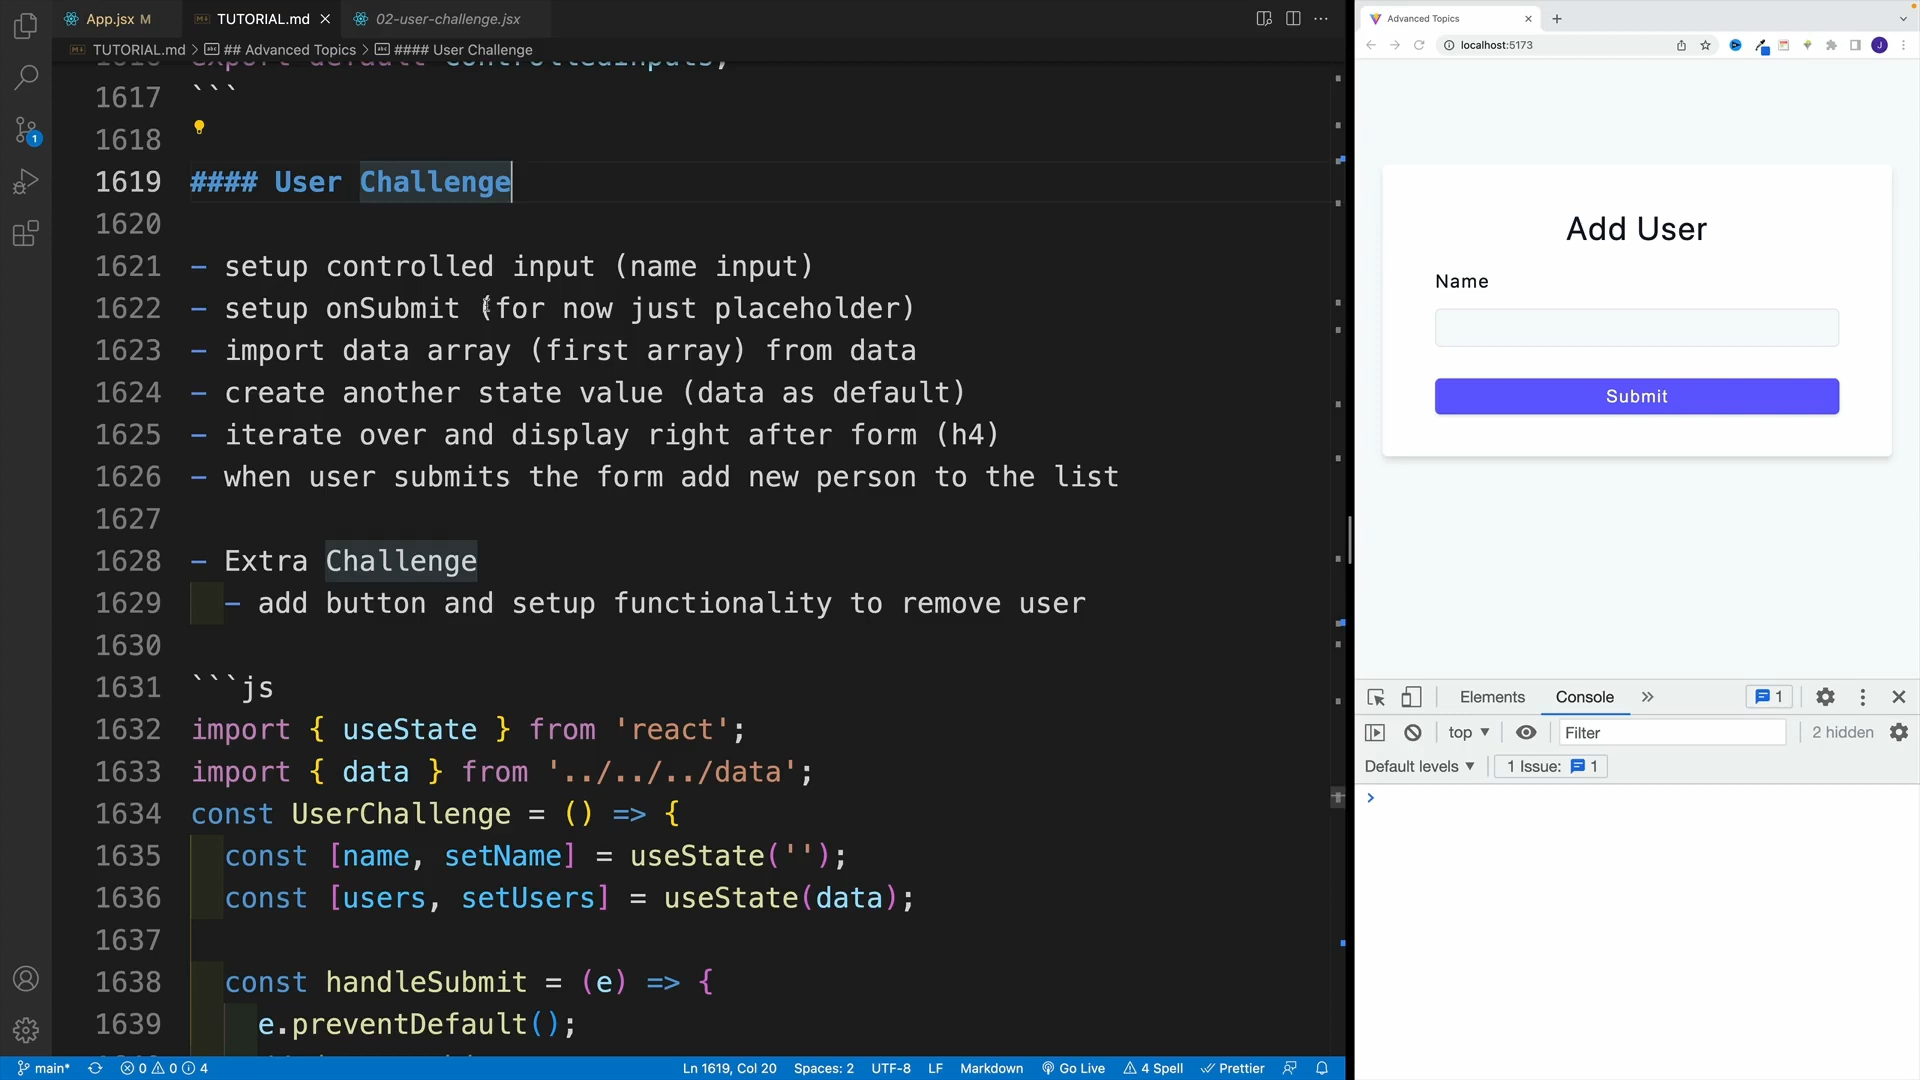 App.jsx M
TUTORIAL.md
02-user-challenge.jsx
TUTORIAL.md > ## Advanced Topics > #### User Challenge
1617 ```
1618
1619 #### User Challenge
1620
1621 - setup controlled input (name input)
1622 - setup onSubmit (for now just placeholder)
1623 - import data array (first array) from data
1624 - create another state value (data as default)
1625 - iterate over and display right after form (h4)
1626 - when user submits the form add new person to the list
1627
1628 - Extra Challenge
1629 - add button and setup functionality to remove user
1630
1631 ```js
1632 import { useState } from 'react';
1633 import { data } from '../../../data';
1634 const UserChallenge = () => {
1635 const [name, setName] = useState('');
1636 const [users, setUsers] = useState(data);
1637
1638 const handleSubmit = (e) => {
1639 e.preventDefault();
1
main* 0 0 4
Ln 1619, Col 20 Spaces: 2 UTF-8 LF Markdown Go Live 4 Spell Prettier
Advanced Topics
localhost:5173
J
Add User
Name
Submit
Elements Console 1
top Filter 2 hidden
Default levels 1 Issue: 1